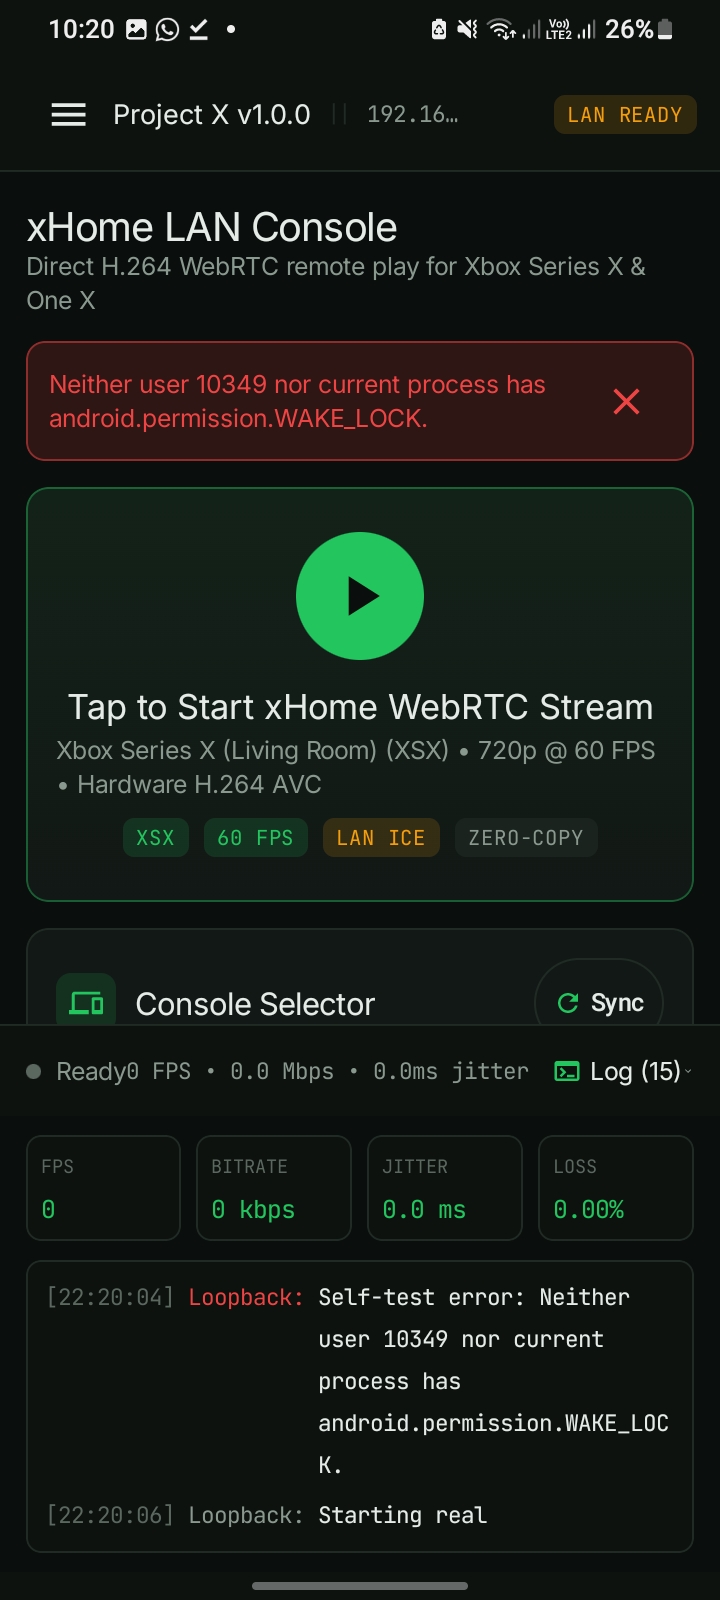 10:20
Vo))
LTE2
26%
Project X v1.0.0
192.16…
LAN READY
xHome LAN Console
Direct H.264 WebRTC remote play for Xbox Series X &
One X
Neither user 10349 nor current process has
android.permission.WAKE_LOCK.
Tap to Start xHome WebRTC Stream
Xbox Series X (Living Room) (XSX) • 720p @ 60 FPS
• Hardware H.264 AVC
XSX
60 FPS
LAN ICE
ZERO-COPY
Console Selector
Sync
Ready0 FPS • 0.0 Mbps • 0.0ms jitter
Log (15)
FPS
BITRATE
JITTER
LOSS
0
0 kbps
0.0 ms
0.00%
[22:20:04] Loopback: Self-test error: Neither
user 10349 nor current
process has
android.permission.WAKE_LOC
K.
[22:20:06] Loopback: Starting real